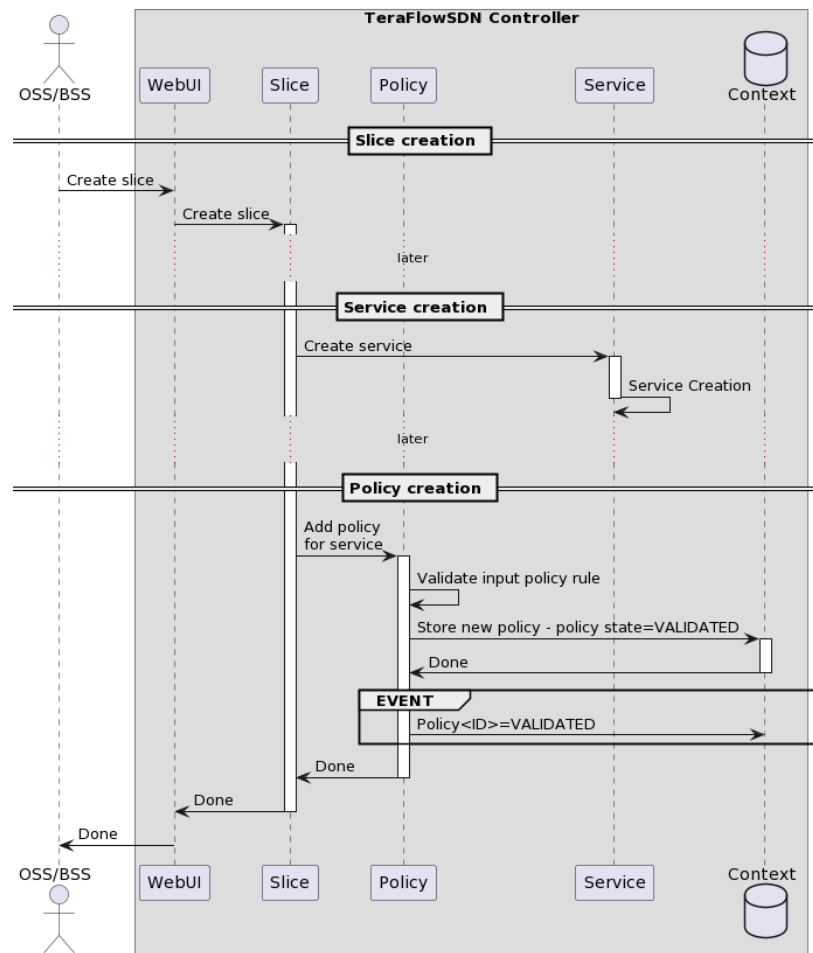 TeraFlowSDN Controller
OSS/BSS
WebUI
Slice
Policy
Service
Context
Slice creation
Create slice
Create slice
later
Service creation
Create service
Service Creation
later
Policy creation
Add policy
for service
Validate input policy rule
Store new policy - policy state=VALIDATED
Done
EVENT
Policy<ID>=VALIDATED
Done
Done
Done
OSS/BSS
WebUI
Slice
Policy
Service
Context